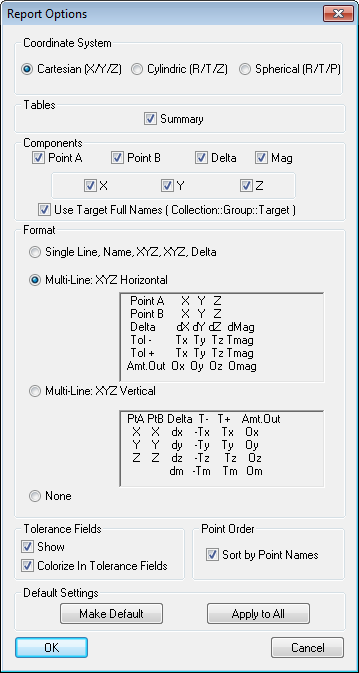 Report Options
Coordinate System
Cartesian (X/Y/Z) Cylindric (R/T/Z) Spherical (R/T/P)
Tables
Summary
Components
Point A Point B Delta Mag
X Y Z
Use Target Full Names ( Collection::Group::Target )
Format
Single Line, Name, XYZ, XYZ, Delta
Multi-Line: XYZ Horizontal
Point A X Y Z
Point B X Y Z
Delta dX dY dZ dMag
Tol - Tx Ty Tz Tmag
Tol + Tx Ty Tz Tmag
Amt.Out Ox Oy Oz Omag
Multi-Line: XYZ Vertical
PtA PtB Delta T- T+ Amt.Out
X X dx -Tx Tx Ox
Y Y dy -Ty Ty Oy
Z Z dz -Tz Tz Oz
dm -Tm Tm Om
None
Tolerance Fields
Show
Colorize In Tolerance Fields
Point Order
Sort by Point Names
Default Settings
Make Default Apply to All
OK Cancel